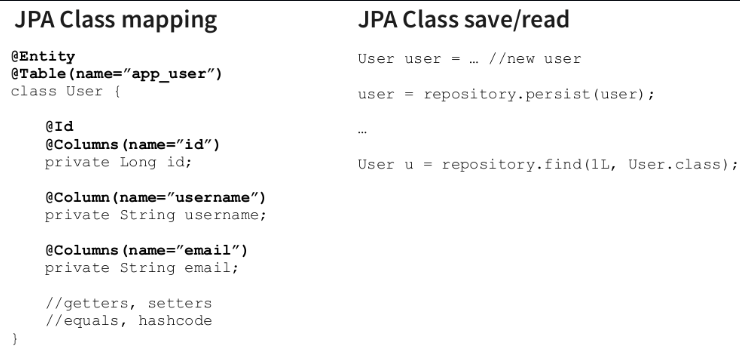 JPA Class mapping
@Entity
@Table(name=”app_user”)
class User {
@Id
@Columns(name=”id”)
private Long id;
@Column(name=”username”)
private String username;
@Columns(name=”email”)
private String email;
//getters, setters
//equals, hashcode
}
JPA Class save/read
User user = … //new user
user = repository.persist(user);
…
User u = repository.find(1L, User.class);